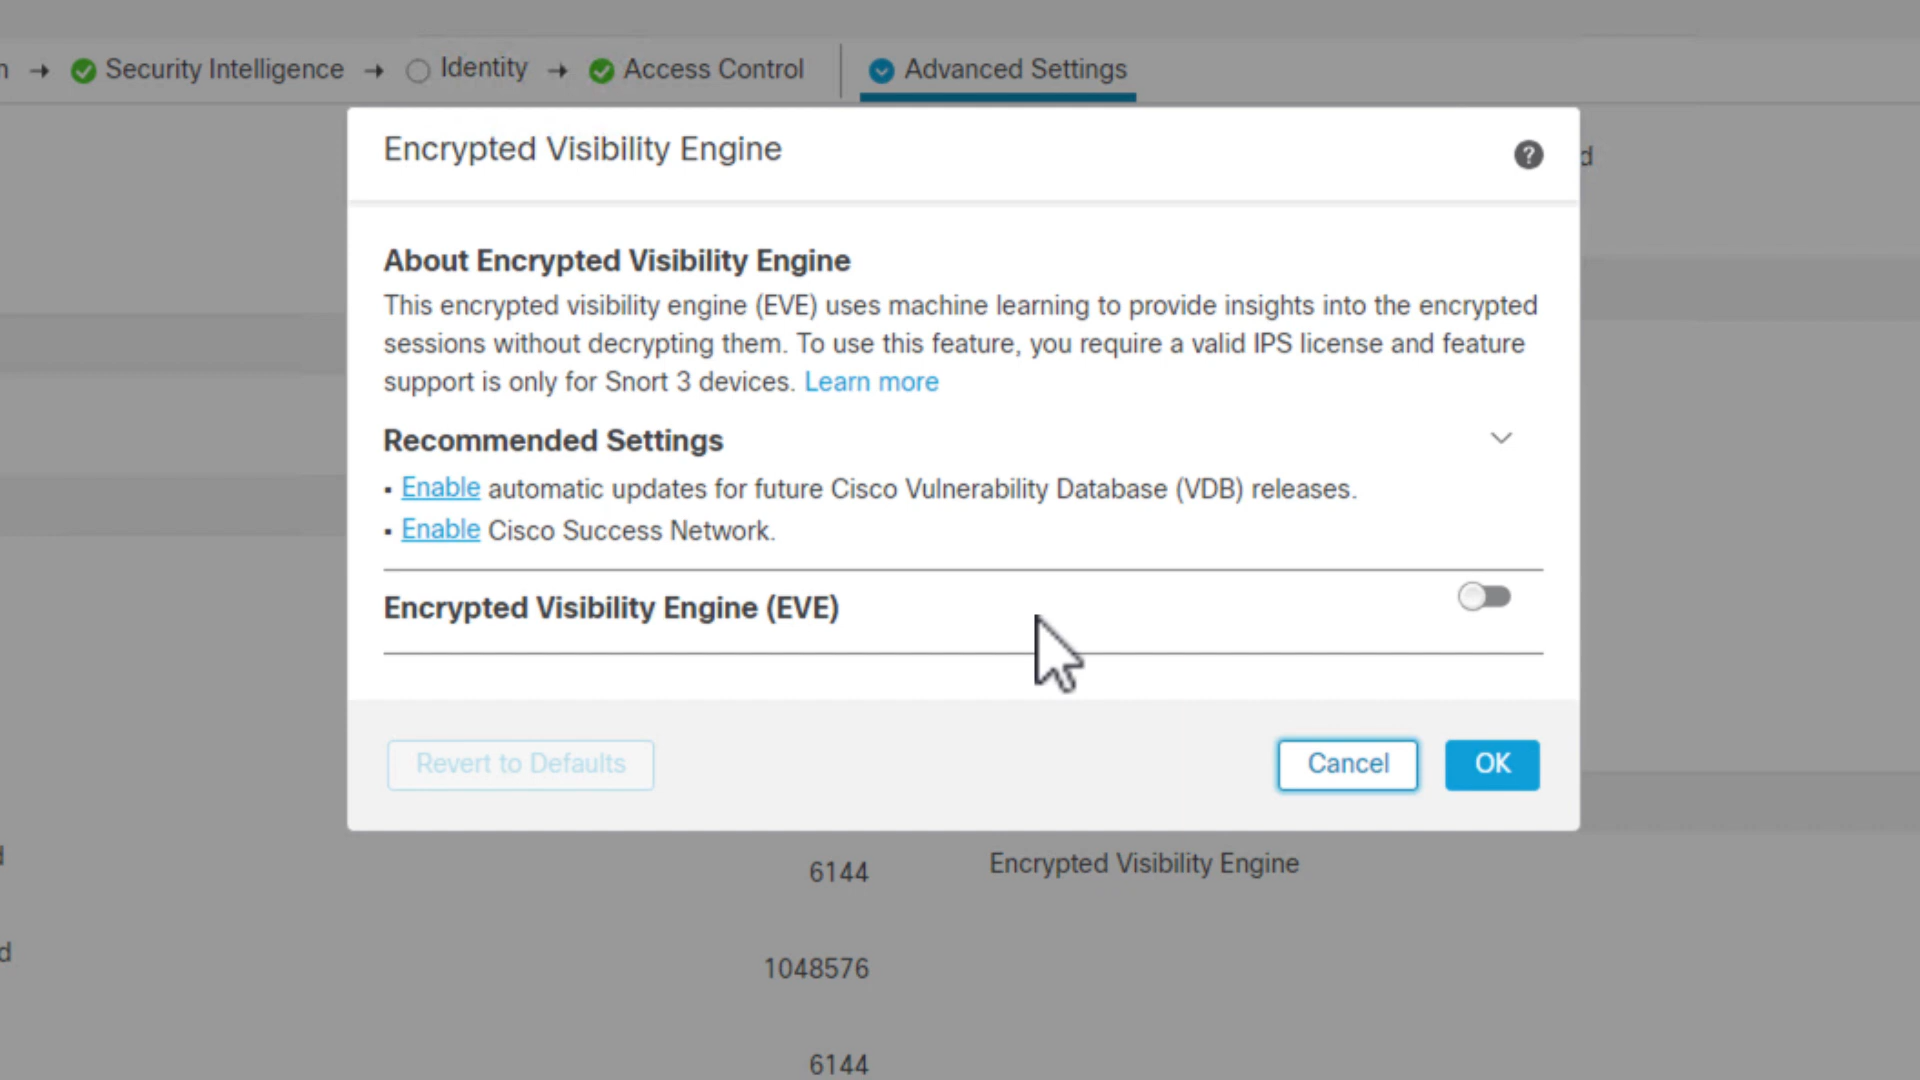 n → Security Intelligence → Identity → Access Control Advanced Settings
Encrypted Visibility Engine
?
d
About Encrypted Visibility Engine
This encrypted visibility engine (EVE) uses machine learning to provide insights into the encrypted
sessions without decrypting them. To use this feature, you require a valid IPS license and feature
support is only for Snort 3 devices. Learn more
Recommended Settings
▪ Enable automatic updates for future Cisco Vulnerability Database (VDB) releases.
▪ Enable Cisco Success Network.
Encrypted Visibility Engine (EVE)
Revert to Defaults
Cancel
OK
d
6144
Encrypted Visibility Engine
d
1048576
6144